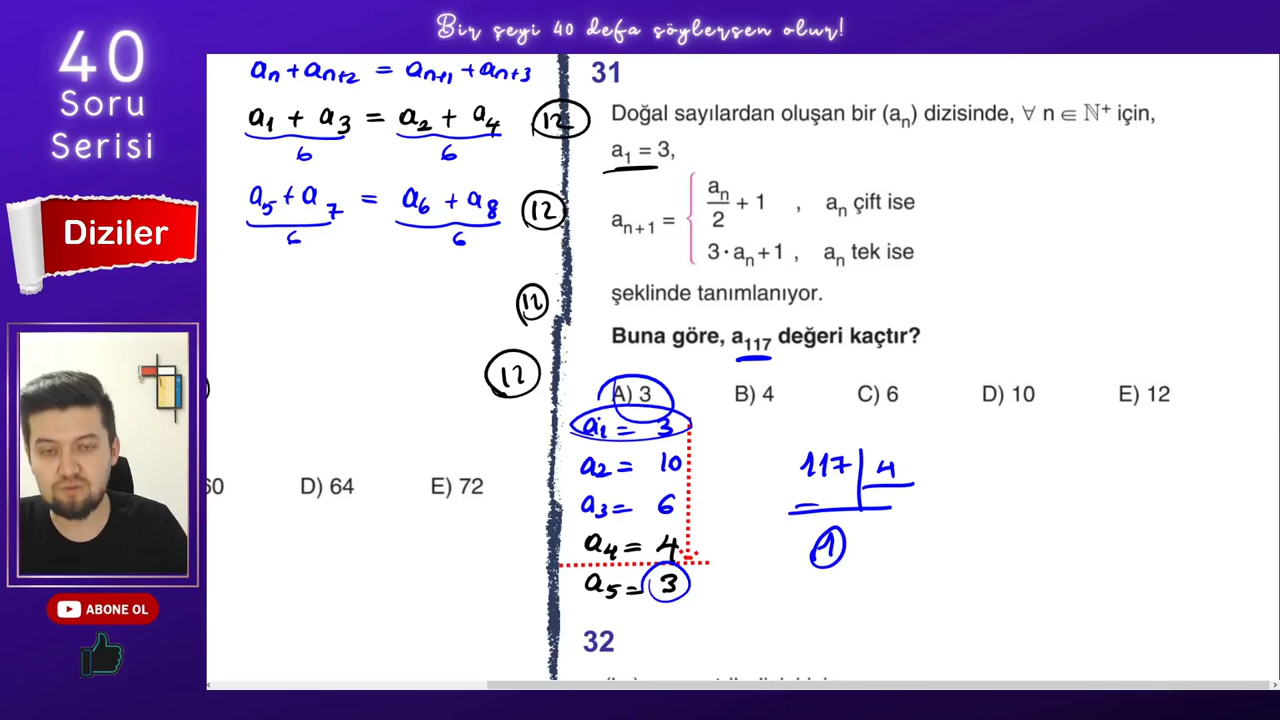 Bir şeyi 40 defa söylersen olur!
40
Soru
Serisi
Diziler
ABONE OL
aₙ + aₙ₊₂ = aₙ₊₁ + aₙ₊₃
a₁ + a₃ = a₂ + a₄ 12
6 6
a₅ + a₇ = a₆ + a₈ 12
6 6
12
12
60 D) 64 E) 72
31
Doğal sayılardan oluşan bir (aₙ) dizisinde, ∀ n ∈ ℕ⁺ için,
a₁ = 3,
aₙ₊₁ = { aₙ/2 + 1 , aₙ çift ise
3·aₙ+1 , aₙ tek ise
şeklinde tanımlanıyor.
Buna göre, a₁₁₇ değeri kaçtır?
A) 3 B) 4 C) 6 D) 10 E) 12
a₁ = 3
a₂ = 10
a₃ = 6
a₄ = 4
a₅ = 3
117 | 4
1
32